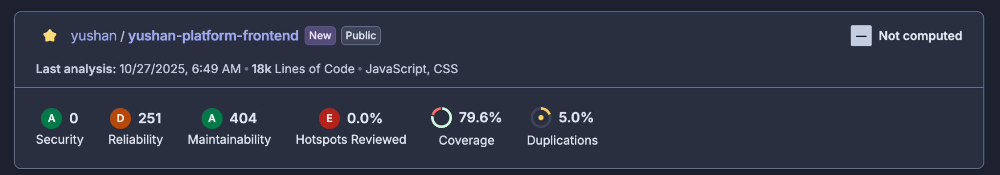 yushan / yushan-platform-frontend New Public — Not computed
Last analysis: 10/27/2025, 6:49 AM • 18k Lines of Code • JavaScript, CSS
A 0 D 251 A 404 E 0.0% 79.6% 5.0%
Security Reliability Maintainability Hotspots Reviewed Coverage Duplications